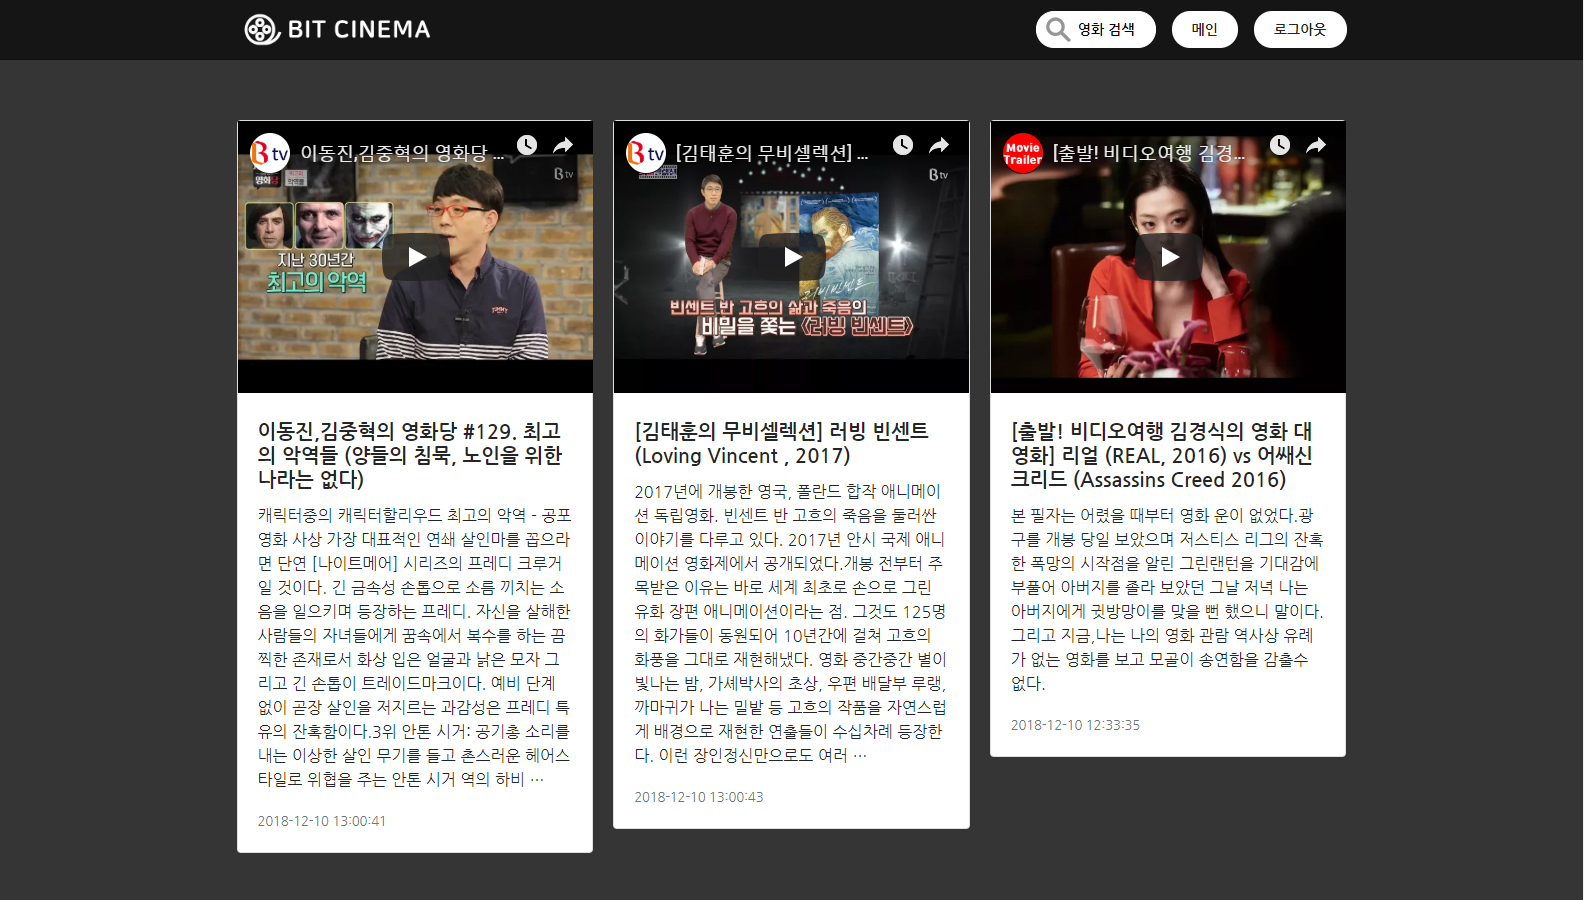 BIT CINEMA
영화 검색
메인
로그아웃
B tv
이동진,김중혁의 영화당 ...
B tv
지난 30년간
최고의 악역
B tv
[김태훈의 무비셀렉션] ...
B tv
러빙 빈센트
빈센트 반 고흐의 삶과 죽음의
비밀을 쫓는 <러빙 빈센트>
Movie
Trailer
[출발! 비디오여행 김경...
이동진,김중혁의 영화당 #129. 최고
의 악역들 (양들의 침묵, 노인을 위한
나라는 없다)
캐릭터중의 캐릭터할리우드 최고의 악역 - 공포
영화 사상 가장 대표적인 연쇄 살인마를 꼽으라
면 단연 [나이트메어] 시리즈의 프레디 크루거
일 것이다. 긴 금속성 손톱으로 소름 끼치는 소
음을 일으키며 등장하는 프레디. 자신을 살해한
사람들의 자녀들에게 꿈속에서 복수를 하는 끔
찍한 존재로서 화상 입은 얼굴과 낡은 모자 그
리고 긴 손톱이 트레이드마크이다. 예비 단계
없이 곧장 살인을 저지르는 과감성은 프레디 특
유의 잔혹함이다.3위 안톤 시거: 공기총 소리를
내는 이상한 살인 무기를 들고 촌스러운 헤어스
타일로 위협을 주는 안톤 시거 역의 하비 …
2018-12-10 13:00:41
[김태훈의 무비셀렉션] 러빙 빈센트
(Loving Vincent , 2017)
2017년에 개봉한 영국, 폴란드 합작 애니메이
션 독립영화. 빈센트 반 고흐의 죽음을 둘러싼
이야기를 다루고 있다. 2017년 안시 국제 애니
메이션 영화제에서 공개되었다.개봉 전부터 주
목받은 이유는 바로 세계 최초로 손으로 그린
유화 장편 애니메이션이라는 점. 그것도 125명
의 화가들이 동원되어 10년간에 걸쳐 고흐의
화풍을 그대로 재현해냈다. 영화 중간중간 별이
빛나는 밤, 가셰박사의 초상, 우편 배달부 루랭,
까마귀가 나는 밀밭 등 고흐의 작품을 자연스럽
게 배경으로 재현한 연출들이 수십차례 등장한
다. 이런 장인정신만으로도 여러 …
2018-12-10 13:00:43
[출발! 비디오여행 김경식의 영화 대
영화] 리얼 (REAL, 2016) vs 어쌔신
크리드 (Assassins Creed 2016)
본 필자는 어렸을 때부터 영화 운이 없었다.광
구를 개봉 당일 보았으며 저스티스 리그의 잔혹
한 폭망의 시작점을 알린 그린랜턴을 기대감에
부풀어 아버지를 졸라 보았던 그날 저녁 나는
아버지에게 귓방망이를 맞을 뻔 했으니 말이다.
그리고 지금,나는 나의 영화 관람 역사상 유례
가 없는 영화를 보고 모골이 송연함을 감출수
없다.
2018-12-10 12:33:35